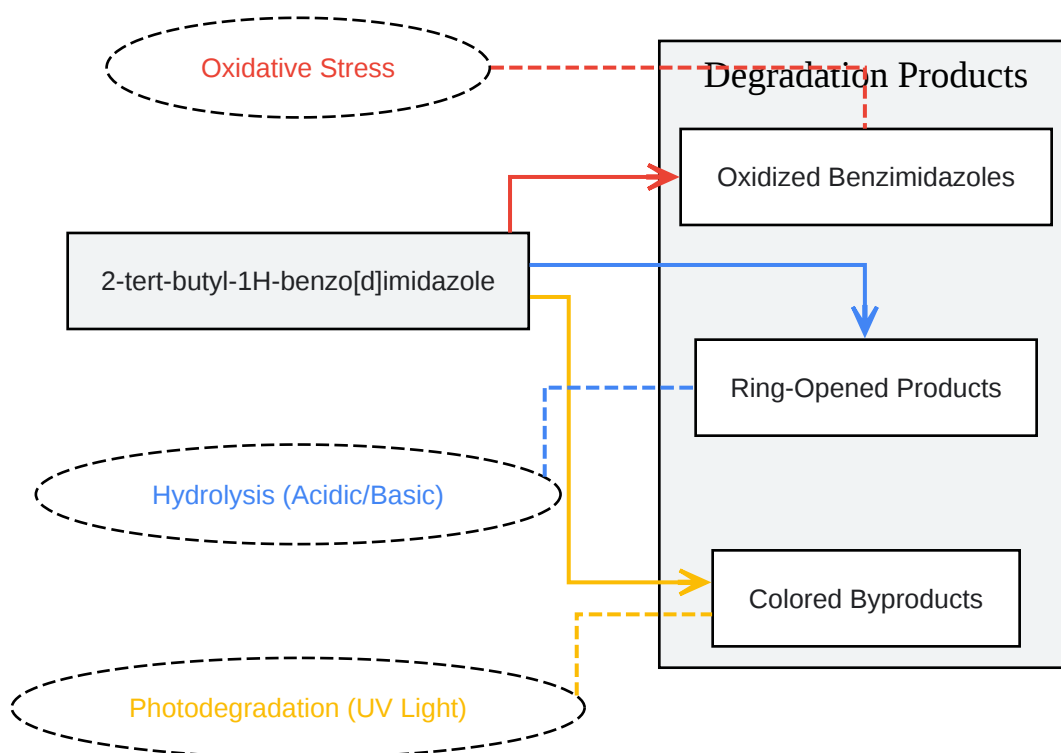 Oxidative Stress
Degradation Products
Oxidized Benzimidazoles
2-tert-butyl-1H-benzo[d]imidazole
Ring-Opened Products
Hydrolysis (Acidic/Basic)
Colored Byproducts
Photodegradation (UV Light)